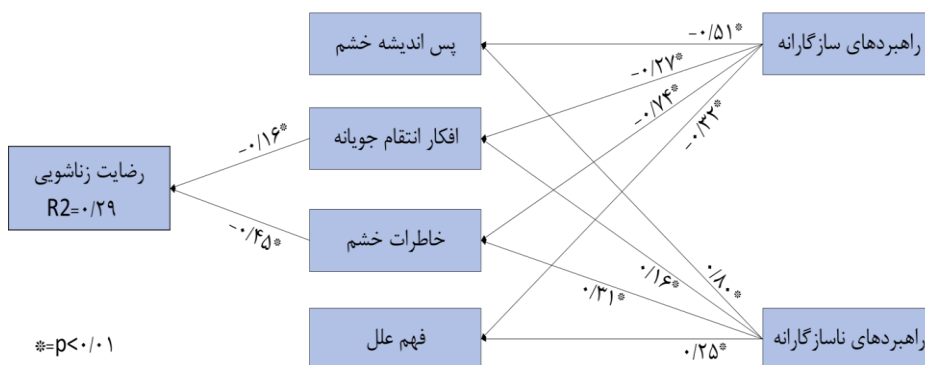 راهبردهای سازگارانه
-۰/۵۱*
پس اندیشه خشم
-۰/۲۷*
-۰/۷۴*
-۰/۳۲*
افکار انتقام جویانه
-۰/۱۶*
رضایت زناشویی
R2=۰/۲۹
خاطرات خشم
-۰/۴۵*
۰/۸۰*
۰/۱۶*
۰/۳۱*
راهبردهای ناسازگارانه
فهم علل
۰/۲۵*
*=p<۰/۰۱